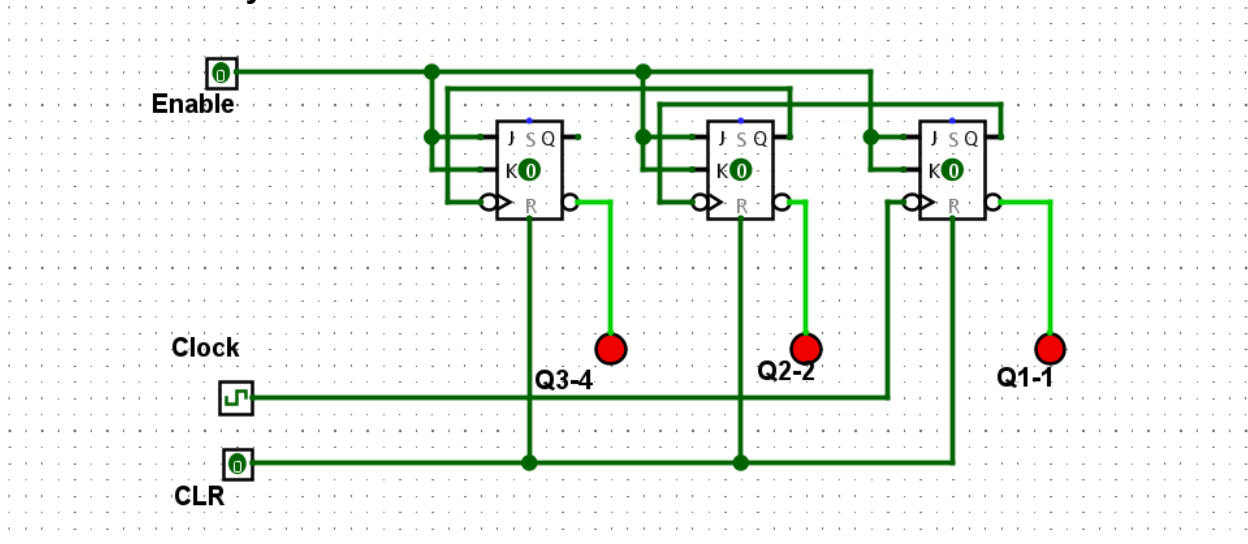 0
Enable
J S Q
J S Q
J S Q
K 0
K 0
K 0
R
R
R
Clock
Q3-4
Q2-2
Q1-1
0
CLR